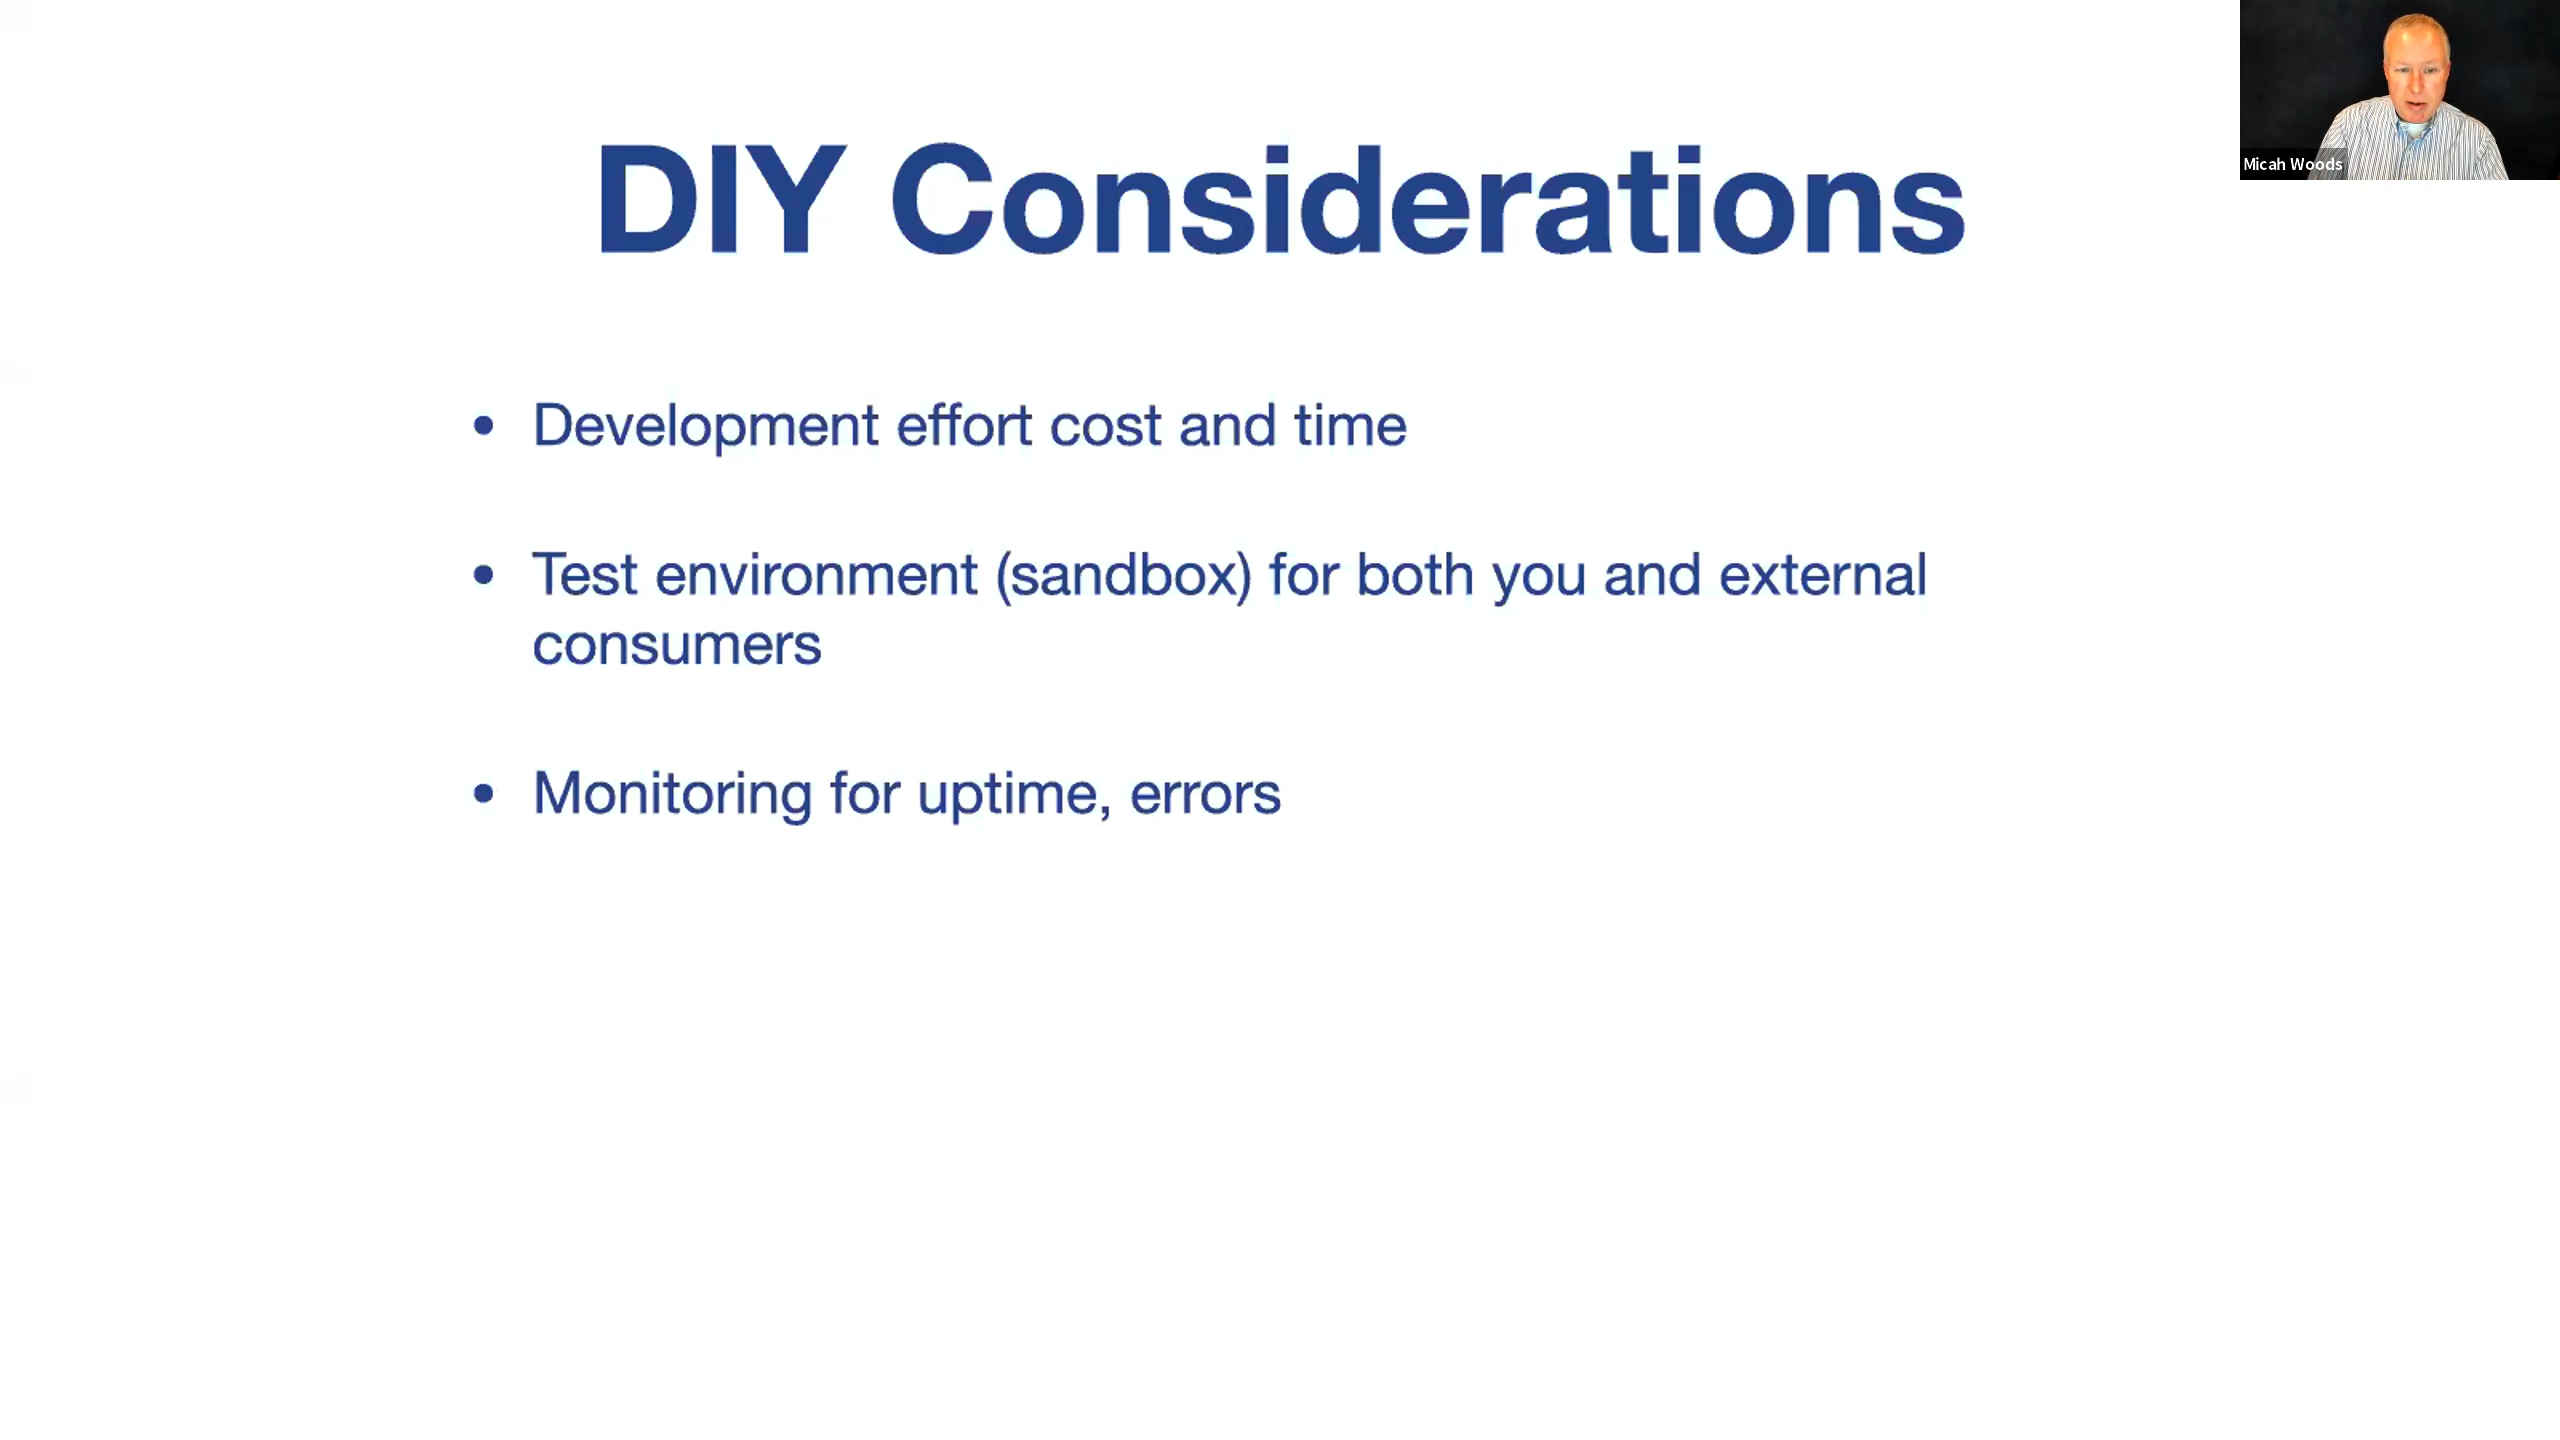 DIY Considerations
Micah Woods
• Development effort cost and time
• Test environment (sandbox) for both you and external
consumers
• Monitoring for uptime, errors